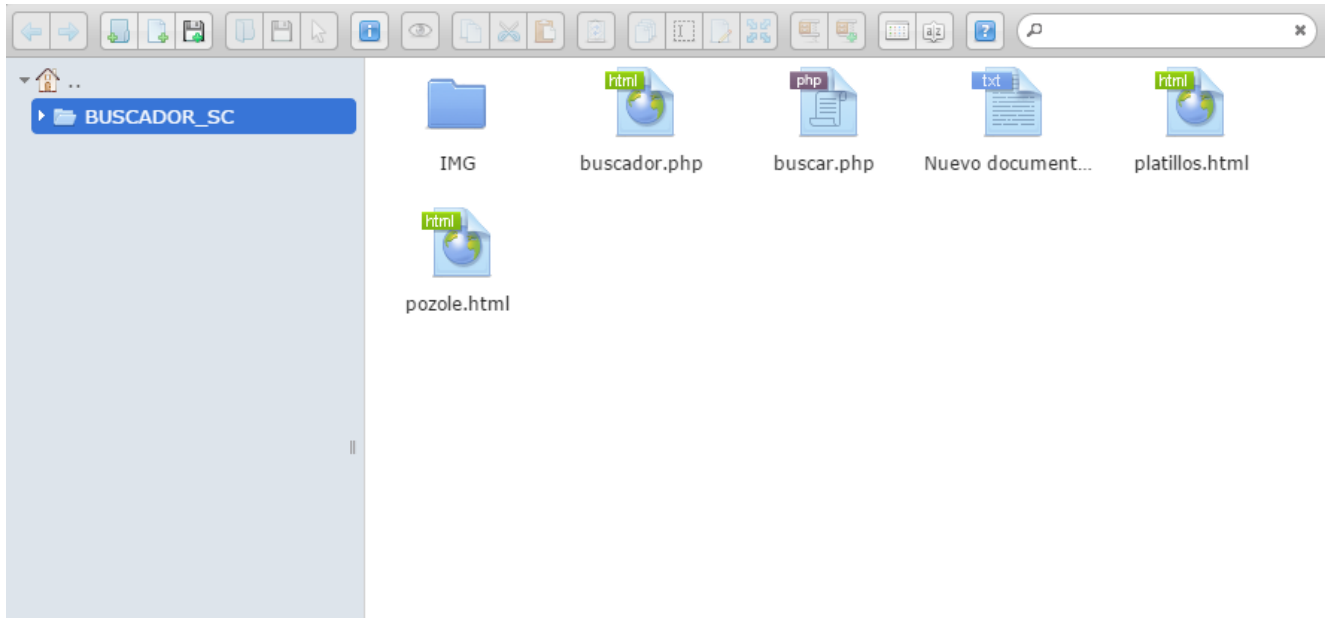 ..
BUSCADOR_SC
html
php
txt
html
IMG
buscador.php
buscar.php
Nuevo document...
platillos.html
html
pozole.html